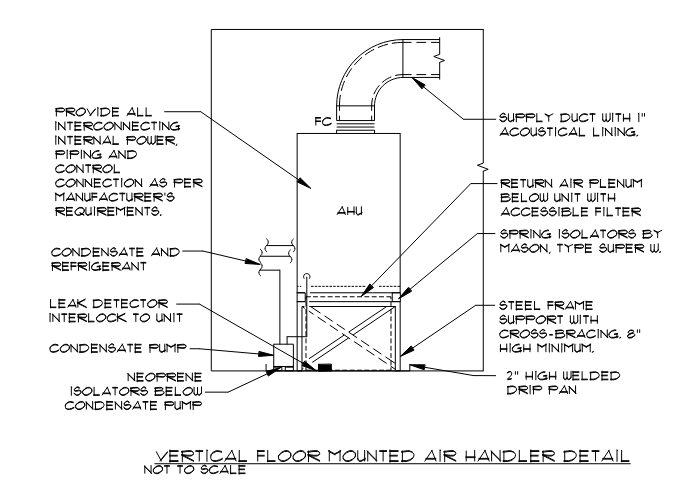 PROVIDE ALL
INTERCONNECTING
INTERNAL POWER,
PIPING AND
CONTROL
CONNECTION AS PER
MANUFACTURER'S
REQUIREMENTS.
CONDENSATE AND
REFRIGERANT
LEAK DETECTOR
INTERLOCK TO UNIT
CONDENSATE PUMP
NEOPRENE
ISOLATORS BELOW
CONDENSATE PUMP
FC
AHU
SUPPLY DUCT WITH 1"
ACOUSTICAL LINING.
RETURN AIR PLENUM
BELOW UNIT WITH
ACCESSIBLE FILTER
SPRING ISOLATORS BY
MASON, TYPE SUPER W.
STEEL FRAME
SUPPORT WITH
CROSS-BRACING. 8"
HIGH MINIMUM.
2" HIGH WELDED
DRIP PAN
VERTICAL FLOOR MOUNTED AIR HANDLER DETAIL
NOT TO SCALE